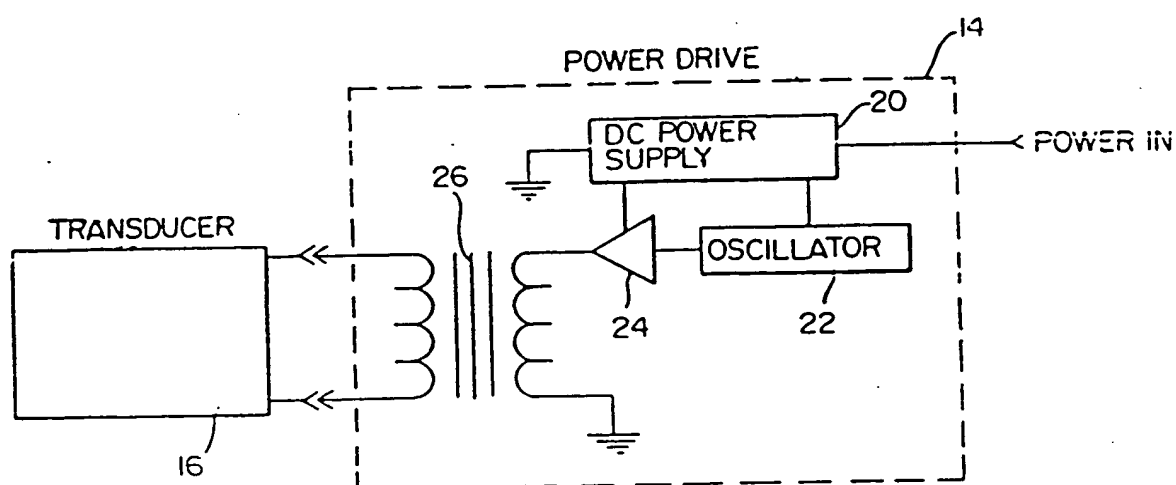 14
POWER DRIVE
20
DC POWER
SUPPLY
POWER IN
26
TRANSDUCER
OSCILLATOR
24
22
16